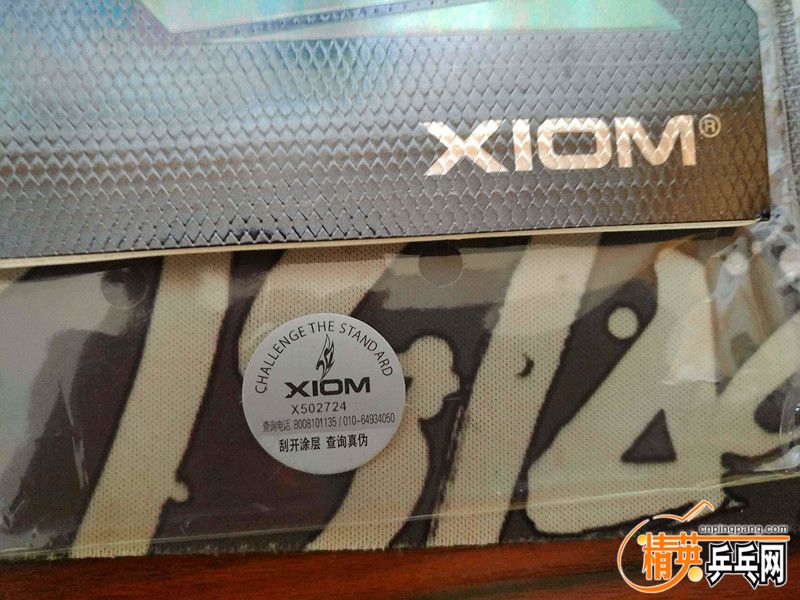 XIOM®
CHALLENGE THE STANDARD
XIOM
X502724
查询电话: 8008101135 / 010-64934050
刮开涂层 查询真伪
cnpingpang.com
精英乒乓网